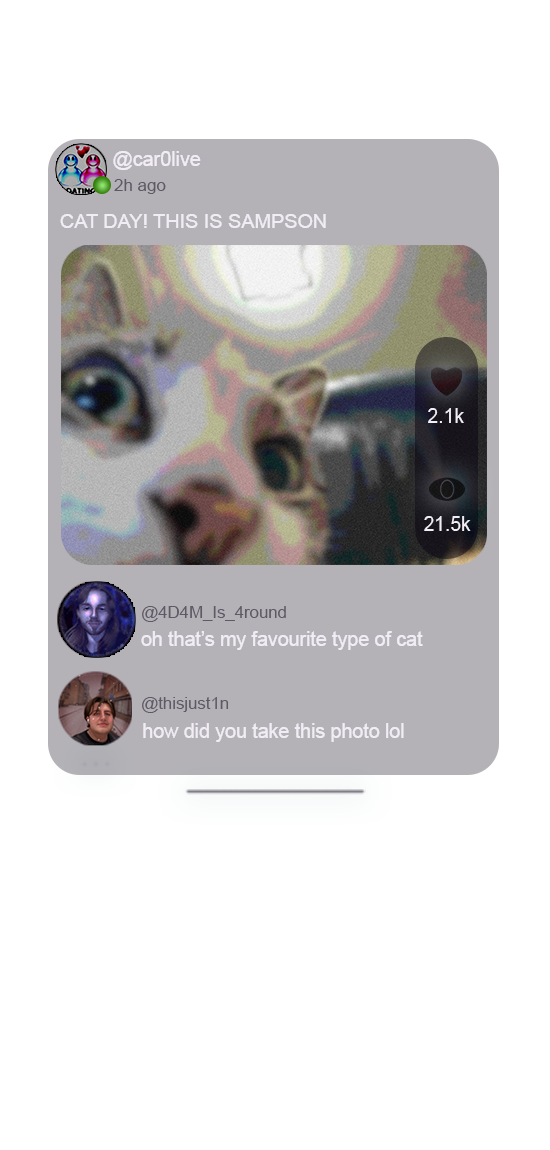 @car0live
2h ago
CAT DAY! THIS IS SAMPSON
2.1k
21.5k
@4D4M_Is_4round
oh that's my favourite type of cat
@thisjust1n
how did you take this photo lol